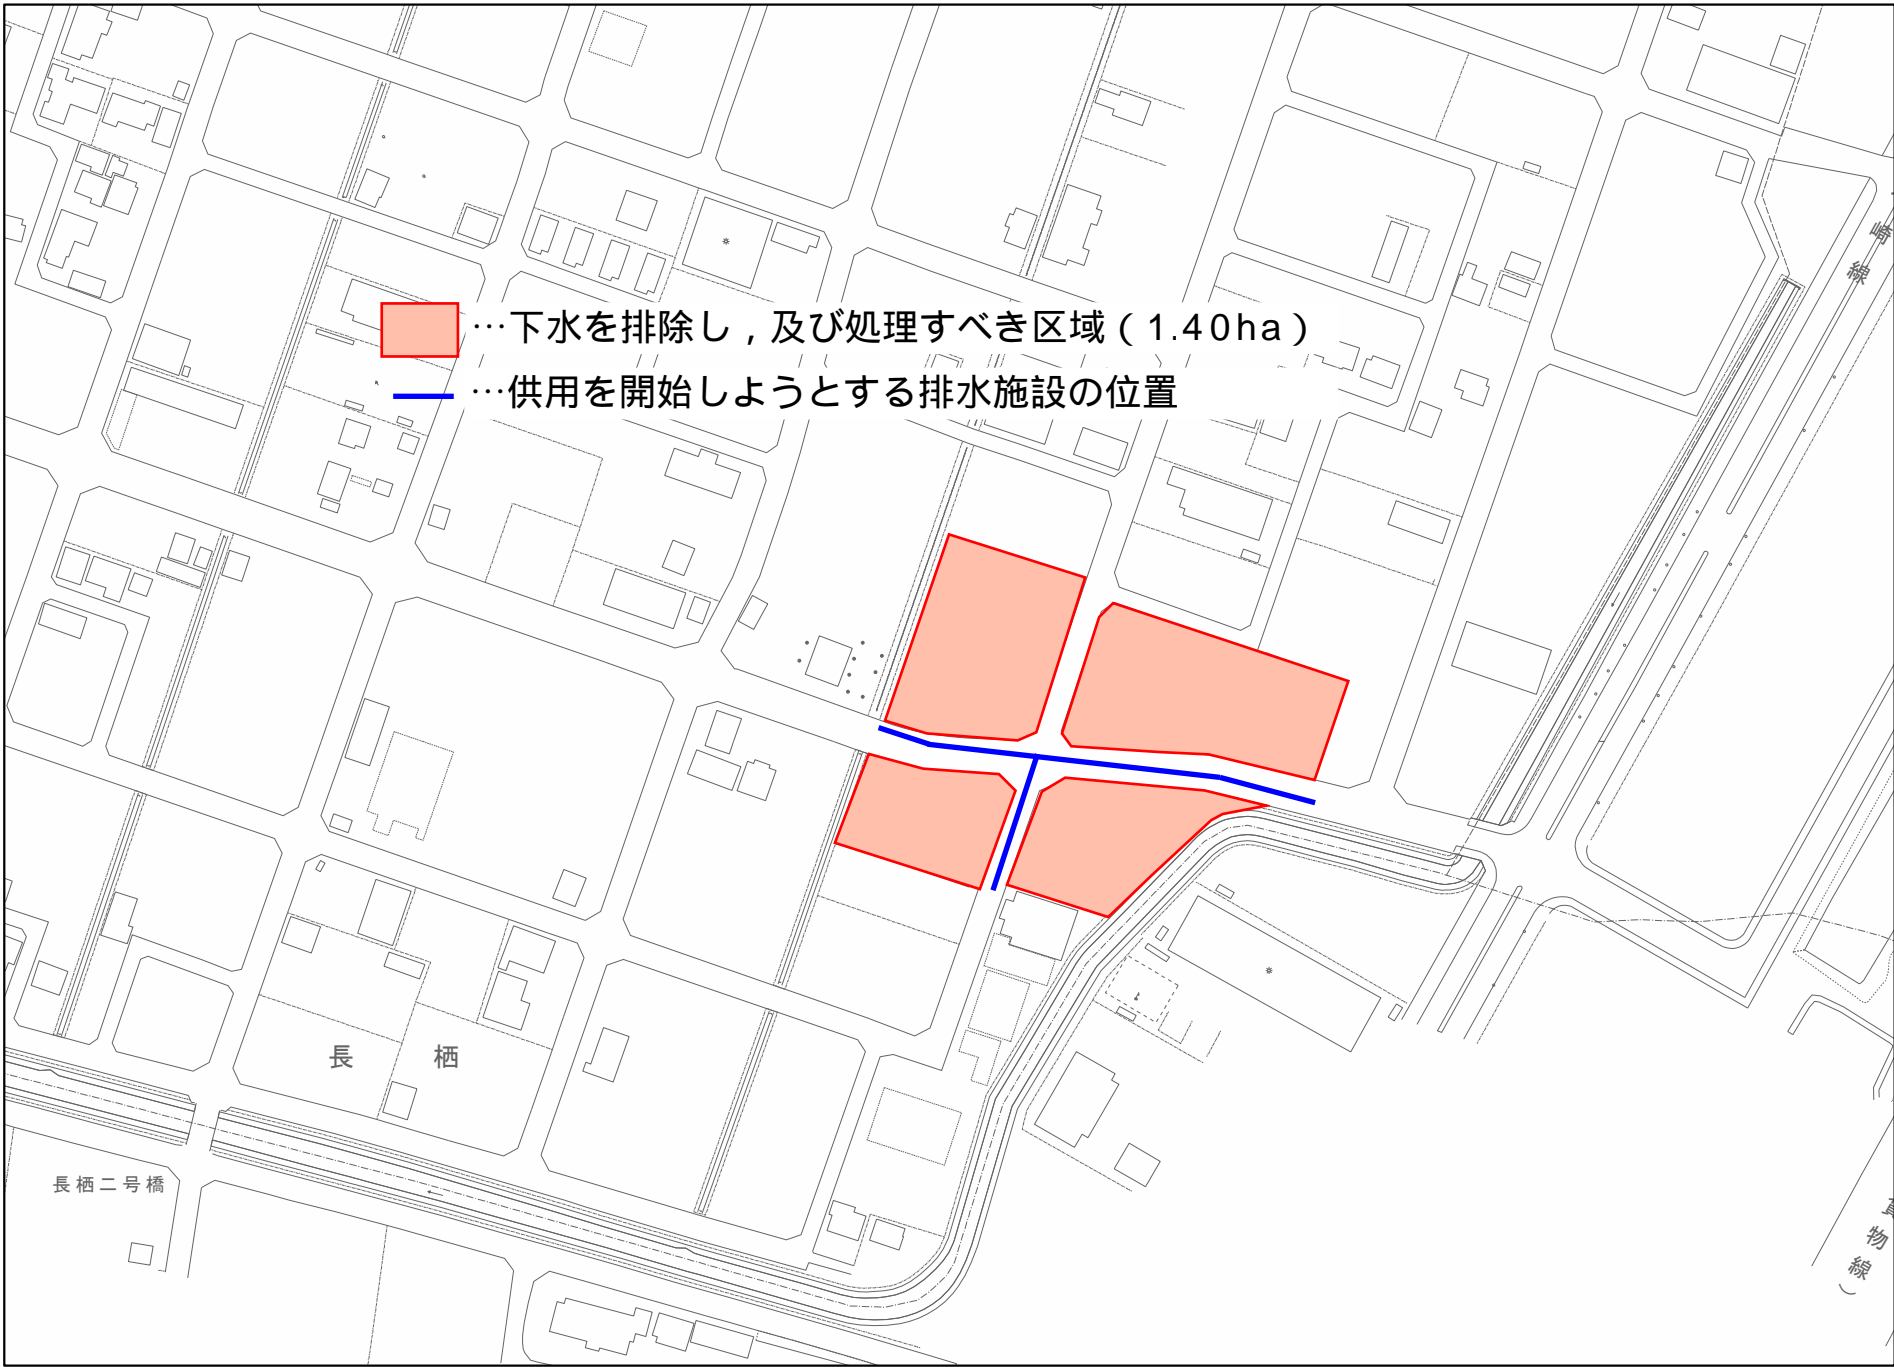 崎線
…下水を排除し，及び処理すべき区域（1.40ha）
…供用を開始しようとする排水施設の位置
長栖
長栖二号橋
貨物線）